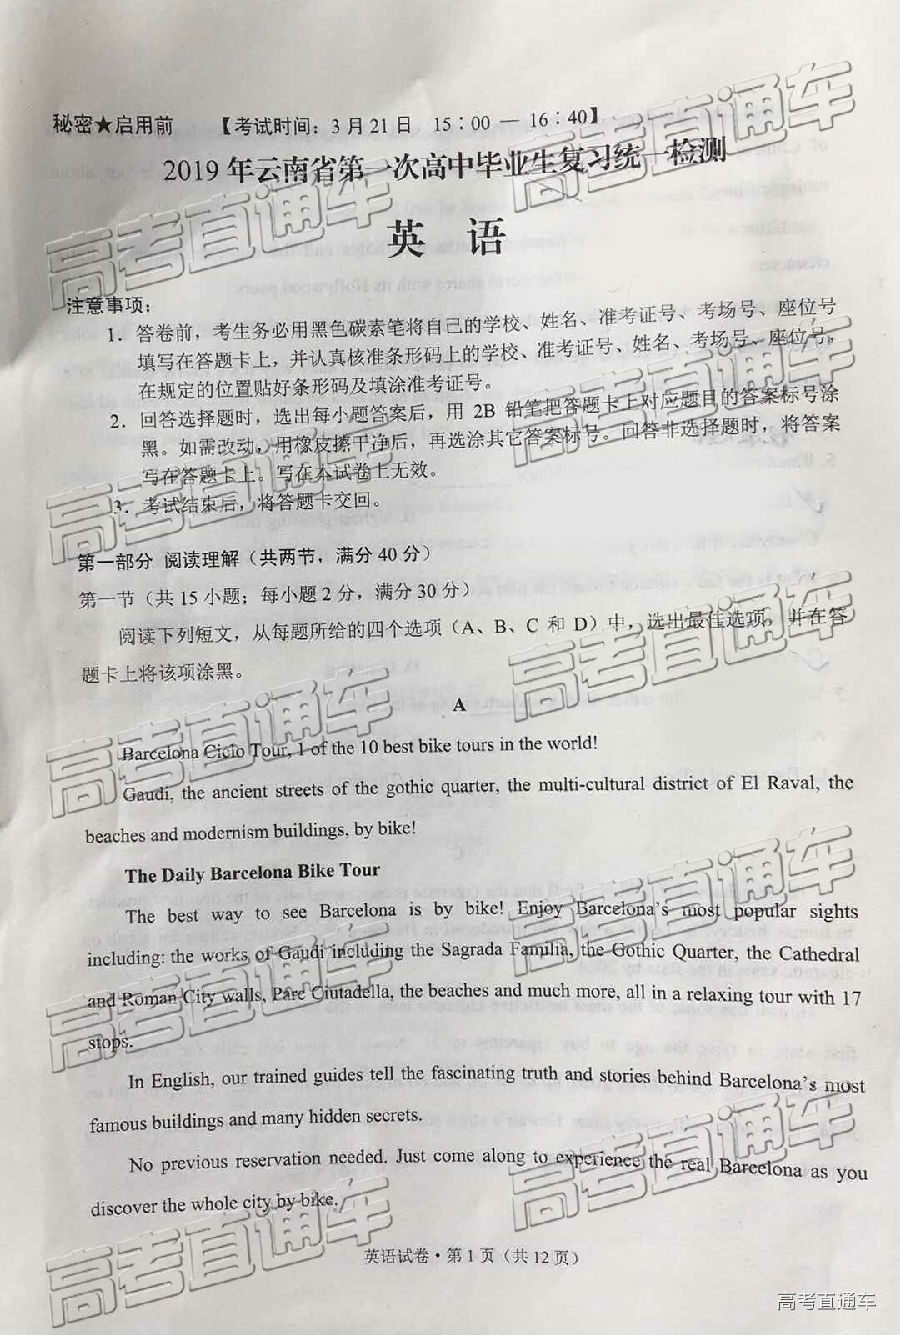 秘密★启用前 【考试时间：3月21日 15：00 — 16：40】
2019年云南省第一次高中毕业生复习统一检测
英 语
注意事项：
1．答卷前，考生务必用黑色碳素笔将自己的学校、姓名、准考证号、考场号、座位号
填写在答题卡上，并认真核准条形码上的学校、准考证号、姓名、考场号、座位号，
在规定的位置贴好条形码及填涂准考证号。
2．回答选择题时，选出每小题答案后，用 2B 铅笔把答题卡上对应题目的答案标号涂
黑。如需改动，用橡皮擦干净后，再选涂其它答案标号。回答非选择题时，将答案
写在答题卡上。写在本试卷上无效。
3．考试结束后，将答题卡交回。
第一部分 阅读理解（共两节，满分 40 分）
第一节（共 15 小题；每小题 2 分，满分 30 分）
阅读下列短文，从每题所给的四个选项（A、B、C 和 D）中，选出最佳选项，并在答
题卡上将该项涂黑。
A
Barcelona Ciclo Tour, 1 of the 10 best bike tours in the world!
Gaudi, the ancient streets of the gothic quarter, the multi-cultural district of El Raval, the
beaches and modernism buildings, by bike!
The Daily Barcelona Bike Tour
The best way to see Barcelona is by bike! Enjoy Barcelona's most popular sights
including: the works of Gaudi including the Sagrada Familia, the Gothic Quarter, the Cathedral
and Roman City walls, Parc Ciutadella, the beaches and much more, all in a relaxing tour with 17
stops.
In English, our trained guides tell the fascinating truth and stories behind Barcelona's most
famous buildings and many hidden secrets.
No previous reservation needed. Just come along to experience the real Barcelona as you
discover the whole city by bike.
英语试卷·第 1 页（共 12 页）
高考直通车